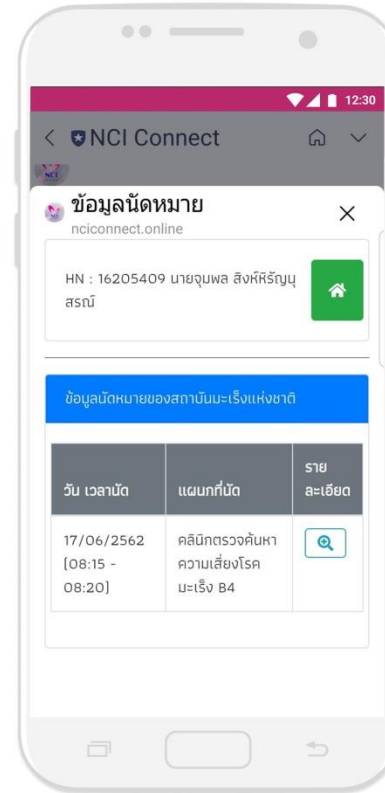 12:30
NCI Connect
NCI
ข้อมูลนัดหมาย
nciconnect.online
HN : 16205409 นายจุมพล สิงห์หิรัญนุ
สรณ์
ข้อมูลนัดหมายของสถาบันมะเร็งแห่งชาติ
วัน เวลานัด
แผนกที่นัด
ราย
ละเอียด
17/06/2562
(08:15 -
08:20)
คลินิกตรวจค้นหา
ความเสี่ยงโรค
มะเร็ง B4